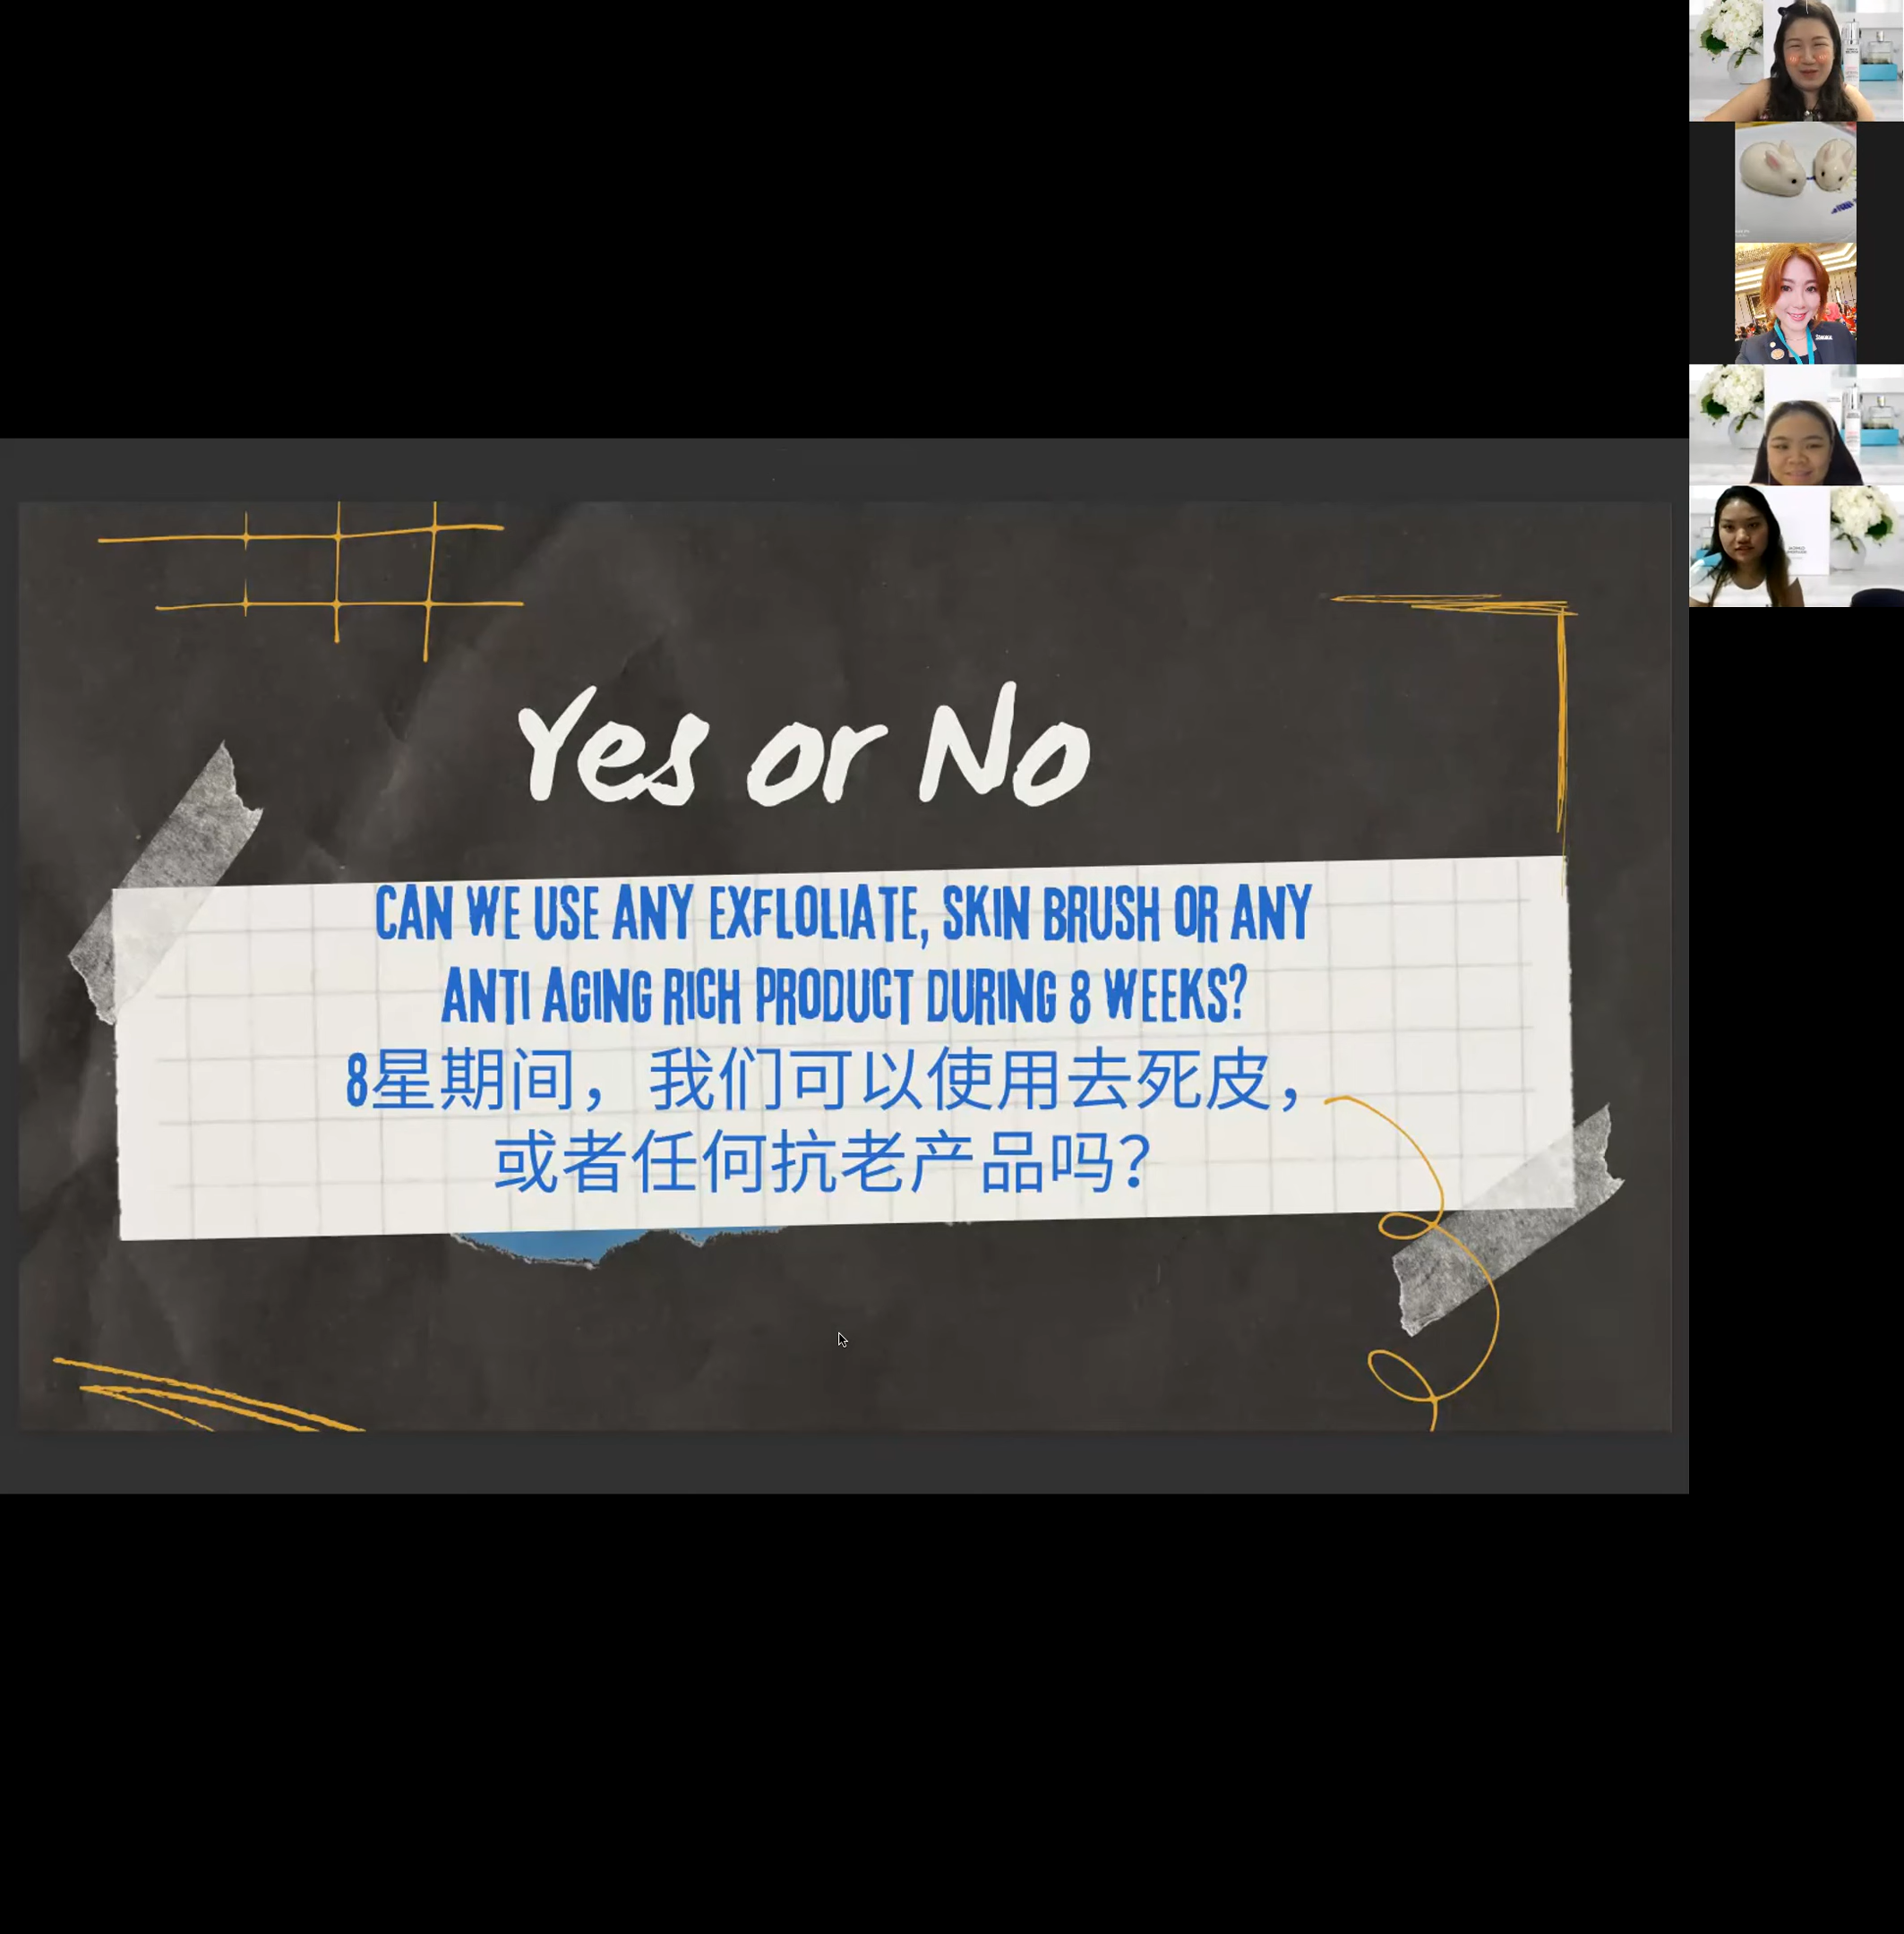 Yes or No
CAN WE USE ANY EXFLOLIATE, SKIN BRUSH OR ANY
ANTI AGING RICH PRODUCT DURING 8 WEEKS?
8星期间，我们可以使用去死皮，
或者任何抗老产品吗？